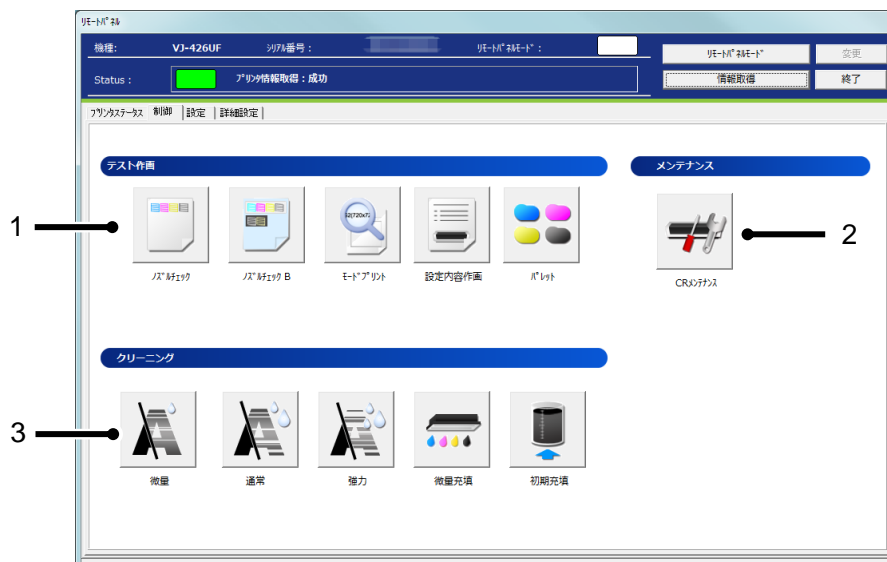 ﾘﾓｰﾄﾊﾟﾈﾙ
機種: VJ-426UF ｼﾘｱﾙ番号: ﾘﾓｰﾄﾊﾟﾈﾙﾓｰﾄﾞ: ﾘﾓｰﾄﾊﾟﾈﾙﾓｰﾄﾞ 変更
Status: ﾌﾟﾘﾝﾀ情報取得:成功 情報取得 終了
ﾌﾟﾘﾝﾀｽﾃｰﾀｽ 制御 設定 詳細設定
テスト作画 メンテナンス
1 2
ﾉｽﾞﾙﾁｪｯｸ ﾉｽﾞﾙﾁｪｯｸ B ﾓｰﾄﾞﾌﾟﾘﾝﾄ 設定内容作画 ﾊﾟﾚｯﾄ CRﾒﾝﾃﾅﾝｽ
クリーニング
3
微量 通常 強力 微量充填 初期充填